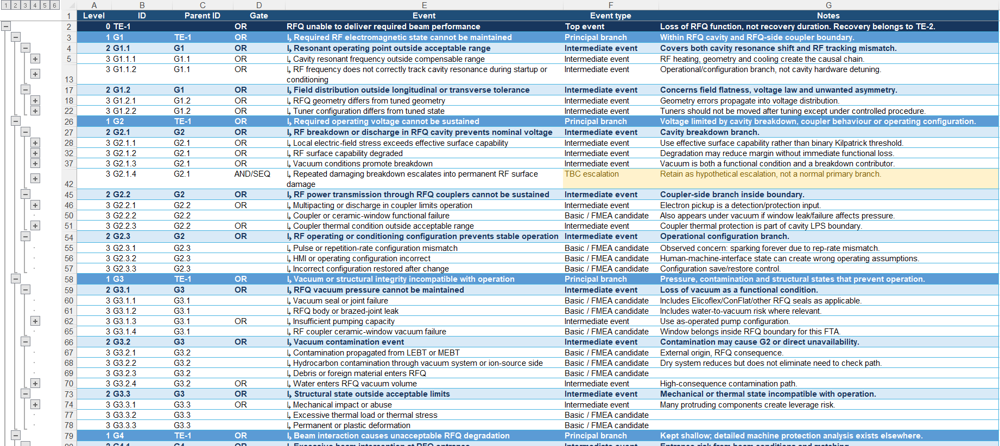 1 2 3 4 5 6
A B C D E F G
1 Level ID Parent ID Gate Event Event type Notes
2 0 TE-1 OR RFQ unable to deliver required beam performance Top event Loss of RFQ function, not recovery duration. Recovery belongs to TE-2.
3 1 G1 TE-1 OR ↳ Required RF electromagnetic state cannot be maintained Principal branch Within RFQ cavity and RFQ-side coupler boundary.
4 2 G1.1 G1 OR ↳ Resonant operating point outside acceptable range Intermediate event Covers both cavity resonance shift and RF tracking mismatch.
5 3 G1.1.1 G1.1 OR ↳ Cavity resonant frequency outside compensable range Intermediate event RF heating, geometry and cooling create the causal chain.
3 G1.1.2 G1.1 OR ↳ RF frequency does not correctly track cavity resonance during startup or Intermediate event Operational/configuration branch, not cavity hardware detuning.
13 conditioning
17 2 G1.2 G1 OR ↳ Field distribution outside longitudinal or transverse tolerance Intermediate event Concerns field flatness, voltage law and unwanted asymmetry.
18 3 G1.2.1 G1.2 OR ↳ RFQ geometry differs from tuned geometry Intermediate event Geometry errors propagate into voltage distribution.
22 3 G1.2.2 G1.2 OR ↳ Tuner configuration differs from tuned state Intermediate event Tuners should not be moved after tuning except under controlled procedure.
26 1 G2 TE-1 OR ↳ Required operating voltage cannot be sustained Principal branch Voltage limited by cavity breakdown, coupler behaviour or operating configuration.
27 2 G2.1 G2 OR ↳ RF breakdown or discharge in RFQ cavity prevents nominal voltage Intermediate event Cavity breakdown branch.
28 3 G2.1.1 G2.1 OR ↳ Local electric-field stress exceeds effective surface capability Intermediate event Use effective surface capability rather than binary Kilpatrick threshold.
32 3 G2.1.2 G2.1 OR ↳ RF surface capability degraded Intermediate event Degradation may reduce margin without immediate functional loss.
37 3 G2.1.3 G2.1 OR ↳ Vacuum conditions promote breakdown Intermediate event Vacuum is both a functional condition and a breakdown contributor.
3 G2.1.4 G2.1 AND/SEQ ↳ Repeated damaging breakdown escalates into permanent RF surface TBC escalation Retain as hypothetical escalation, not a normal primary branch.
42 damage
45 2 G2.2 G2 OR ↳ RF power transmission through RFQ couplers cannot be sustained Intermediate event Coupler-side branch inside boundary.
46 3 G2.2.1 G2.2 OR ↳ Multipacting or discharge in coupler limits operation Intermediate event Electron pickup is a detection/protection input.
50 3 G2.2.2 G2.2 ↳ Coupler or ceramic-window functional failure Basic / FMEA candidate Also appears under vacuum if window leak/failure affects pressure.
51 3 G2.2.3 G2.2 OR ↳ Coupler thermal condition outside acceptable range Intermediate event Coupler thermal protection is part of cavity LPS boundary.
54 2 G2.3 G2 OR ↳ RF operating or conditioning configuration prevents stable operation Intermediate event Operational configuration branch.
55 3 G2.3.1 G2.3 ↳ Pulse or repetition-rate configuration mismatch Basic / FMEA candidate Observed concern: sparking forever due to rep-rate mismatch.
56 3 G2.3.2 G2.3 ↳ HMI or operating configuration incorrect Basic / FMEA candidate Human-machine-interface state can create wrong operating assumptions.
57 3 G2.3.3 G2.3 ↳ Incorrect configuration restored after change Basic / FMEA candidate Configuration save/restore control.
58 1 G3 TE-1 OR ↳ Vacuum or structural integrity incompatible with operation Principal branch Pressure, contamination and structural states that prevent operation.
59 2 G3.1 G3 OR ↳ RFQ vacuum pressure cannot be maintained Intermediate event Loss of vacuum as a functional condition.
60 3 G3.1.1 G3.1 ↳ Vacuum seal or joint failure Basic / FMEA candidate Includes Elicoflex/ConFlat/other RFQ seals as applicable.
61 3 G3.1.2 G3.1 ↳ RFQ body or brazed-joint leak Basic / FMEA candidate Includes water-to-vacuum risk where relevant.
62 3 G3.1.3 G3.1 OR ↳ Insufficient pumping capacity Intermediate event Use as-operated pump configuration.
65 3 G3.1.4 G3.1 ↳ RF coupler ceramic-window vacuum failure Basic / FMEA candidate Window belongs inside RFQ boundary for this FTA.
66 2 G3.2 G3 OR ↳ Vacuum contamination event Intermediate event Contamination may cause G2 or direct unavailability.
67 3 G3.2.1 G3.2 ↳ Contamination propagated from LEBT or MEBT Basic / FMEA candidate External origin, RFQ consequence.
68 3 G3.2.2 G3.2 ↳ Hydrocarbon contamination through vacuum system or ion-source side Basic / FMEA candidate Dry system reduces but does not eliminate need to check path.
69 3 G3.2.3 G3.2 ↳ Debris or foreign material enters RFQ Basic / FMEA candidate
70 3 G3.2.4 G3.2 OR ↳ Water enters RFQ vacuum volume Intermediate event High-consequence contamination path.
73 2 G3.3 G3 OR ↳ Structural state outside acceptable limits Intermediate event Mechanical or thermal state incompatible with operation.
74 3 G3.3.1 G3.3 OR ↳ Mechanical impact or abuse Intermediate event Many protruding components create leverage risk.
77 3 G3.3.2 G3.3 ↳ Excessive thermal load or thermal stress Basic / FMEA candidate
78 3 G3.3.3 G3.3 ↳ Permanent or plastic deformation Basic / FMEA candidate
79 1 G4 TE-1 OR ↳ Beam interaction causes unacceptable RFQ degradation Principal branch Kept shallow; detailed machine protection analysis exists elsewhere.
2 G4.1 G4 OR ↳ Excessive beam interception at RFQ entrance Intermediate event Entrance risk from beam conditions and matching.